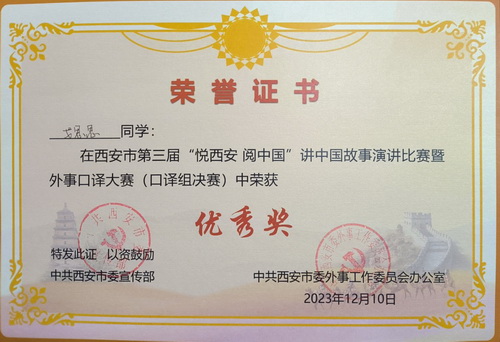 荣誉证书
同学：
在西安市第三届“悦西安 阅中国”讲中国故事演讲比赛暨
外事口译大赛（口译组决赛）中荣获
优秀奖
特发此证 以资鼓励
中共西安市委宣传部
中共西安市委外事工作委员会办公室
2023年12月10日